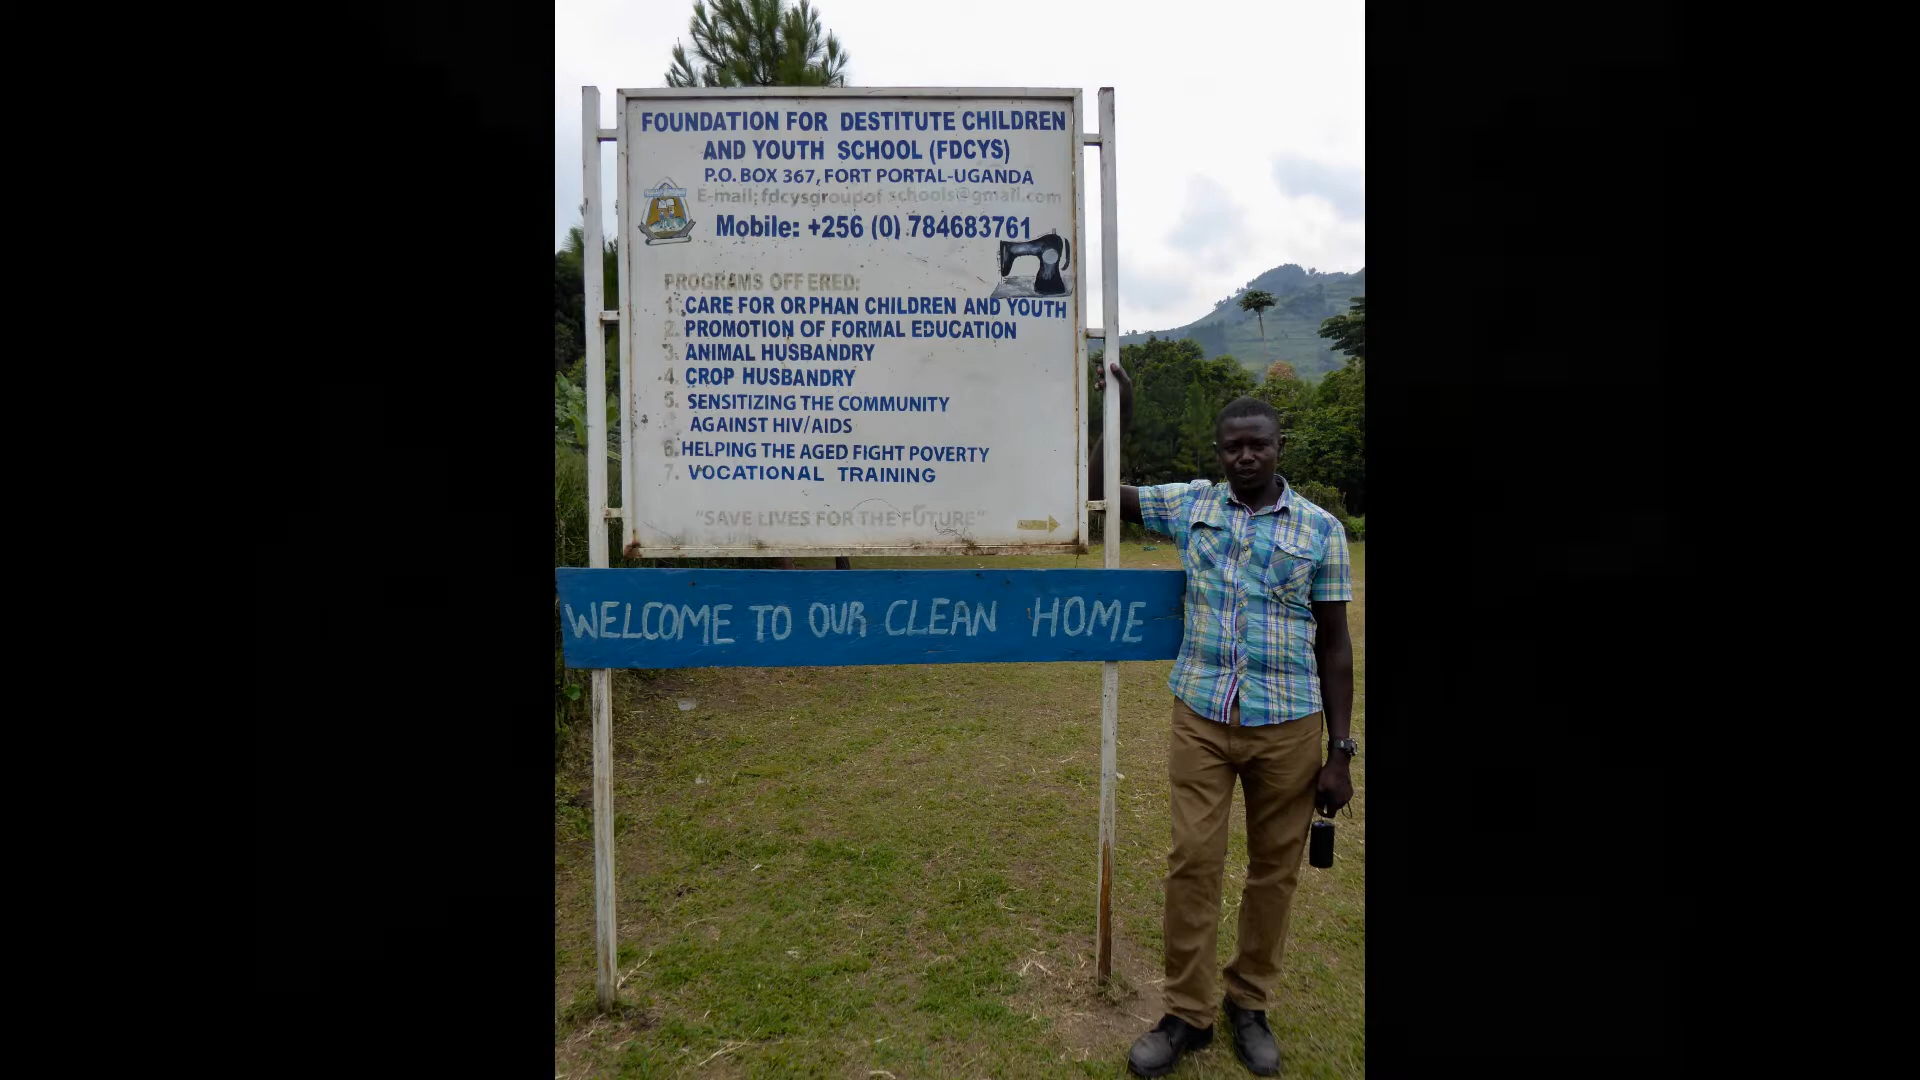 FOUNDATION FOR DESTITUTE CHILDREN
AND YOUTH SCHOOL (FDCYS)
P.O. BOX 367, FORT PORTAL-UGANDA
E-mail; fdcysgroupof schools@gmail.com
Mobile: +256 (0) 784683761
PROGRAMS OFFERED:
1. CARE FOR ORPHAN CHILDREN AND YOUTH
2. PROMOTION OF FORMAL EDUCATION
3. ANIMAL HUSBANDRY
4. CROP HUSBANDRY
5. SENSITIZING THE COMMUNITY
AGAINST HIV/AIDS
6. HELPING THE AGED FIGHT POVERTY
7. VOCATIONAL TRAINING
"SAVE LIVES FOR THE FUTURE"
WELCOME TO OUR CLEAN HOME